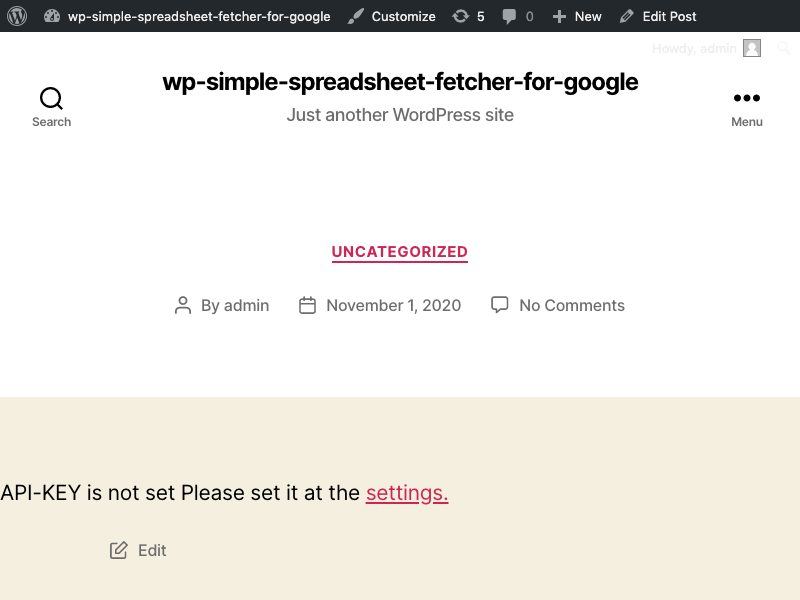 wp-simple-spreadsheet-fetcher-for-google Customize 5 0 New Edit Post
Howdy, admin
Search
wp-simple-spreadsheet-fetcher-for-google
Just another WordPress site
Menu
UNCATEGORIZED
By admin November 1, 2020 No Comments
API-KEY is not set Please set it at the settings.
Edit